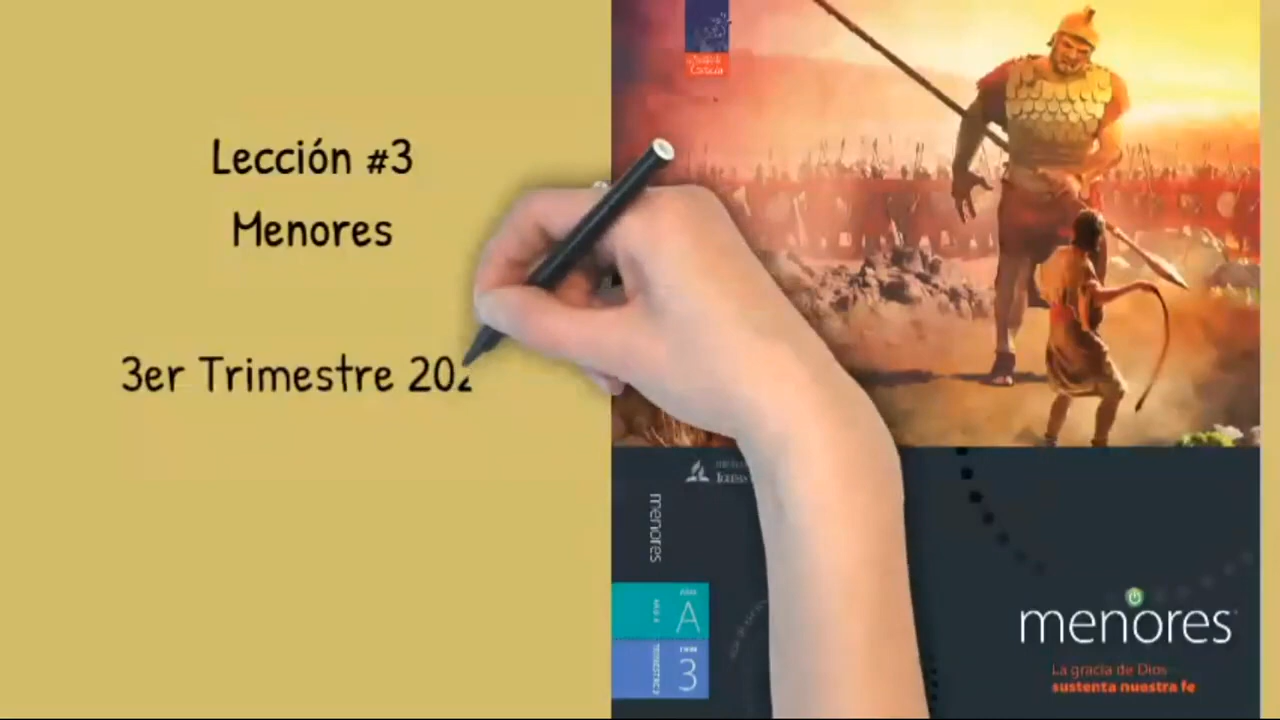 Lección #3
Menores
3er Trimestre 202
menores
A
3
menores
La gracia de Dios
sustenta nuestra fe